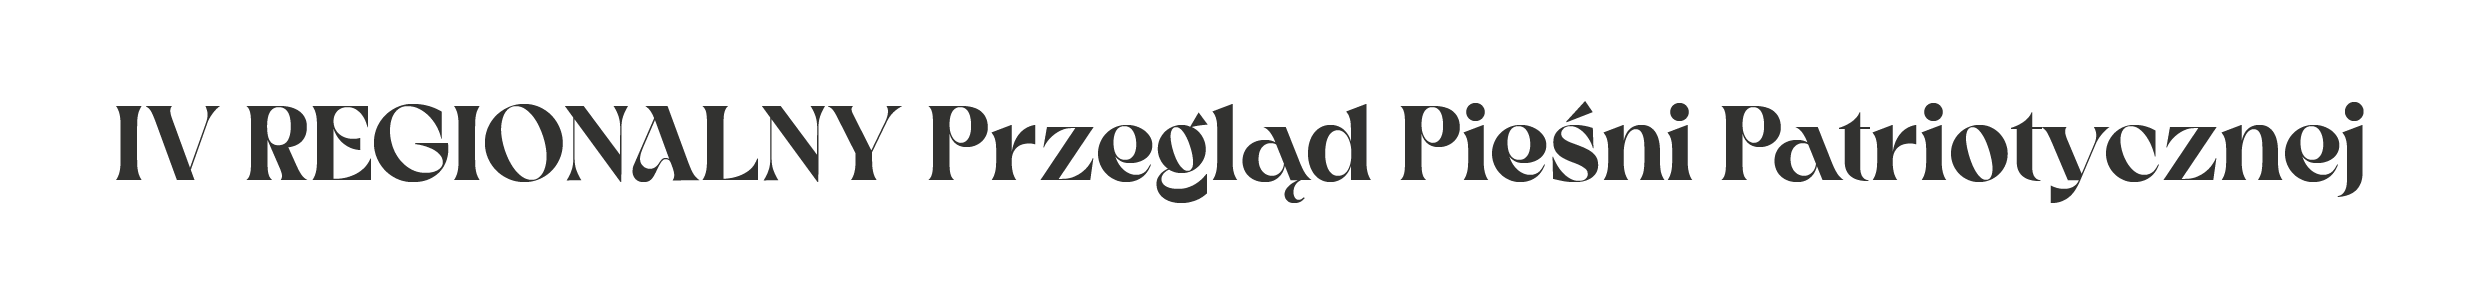 IV REGIONALNY Przegląd Pieśni Patriotycznej